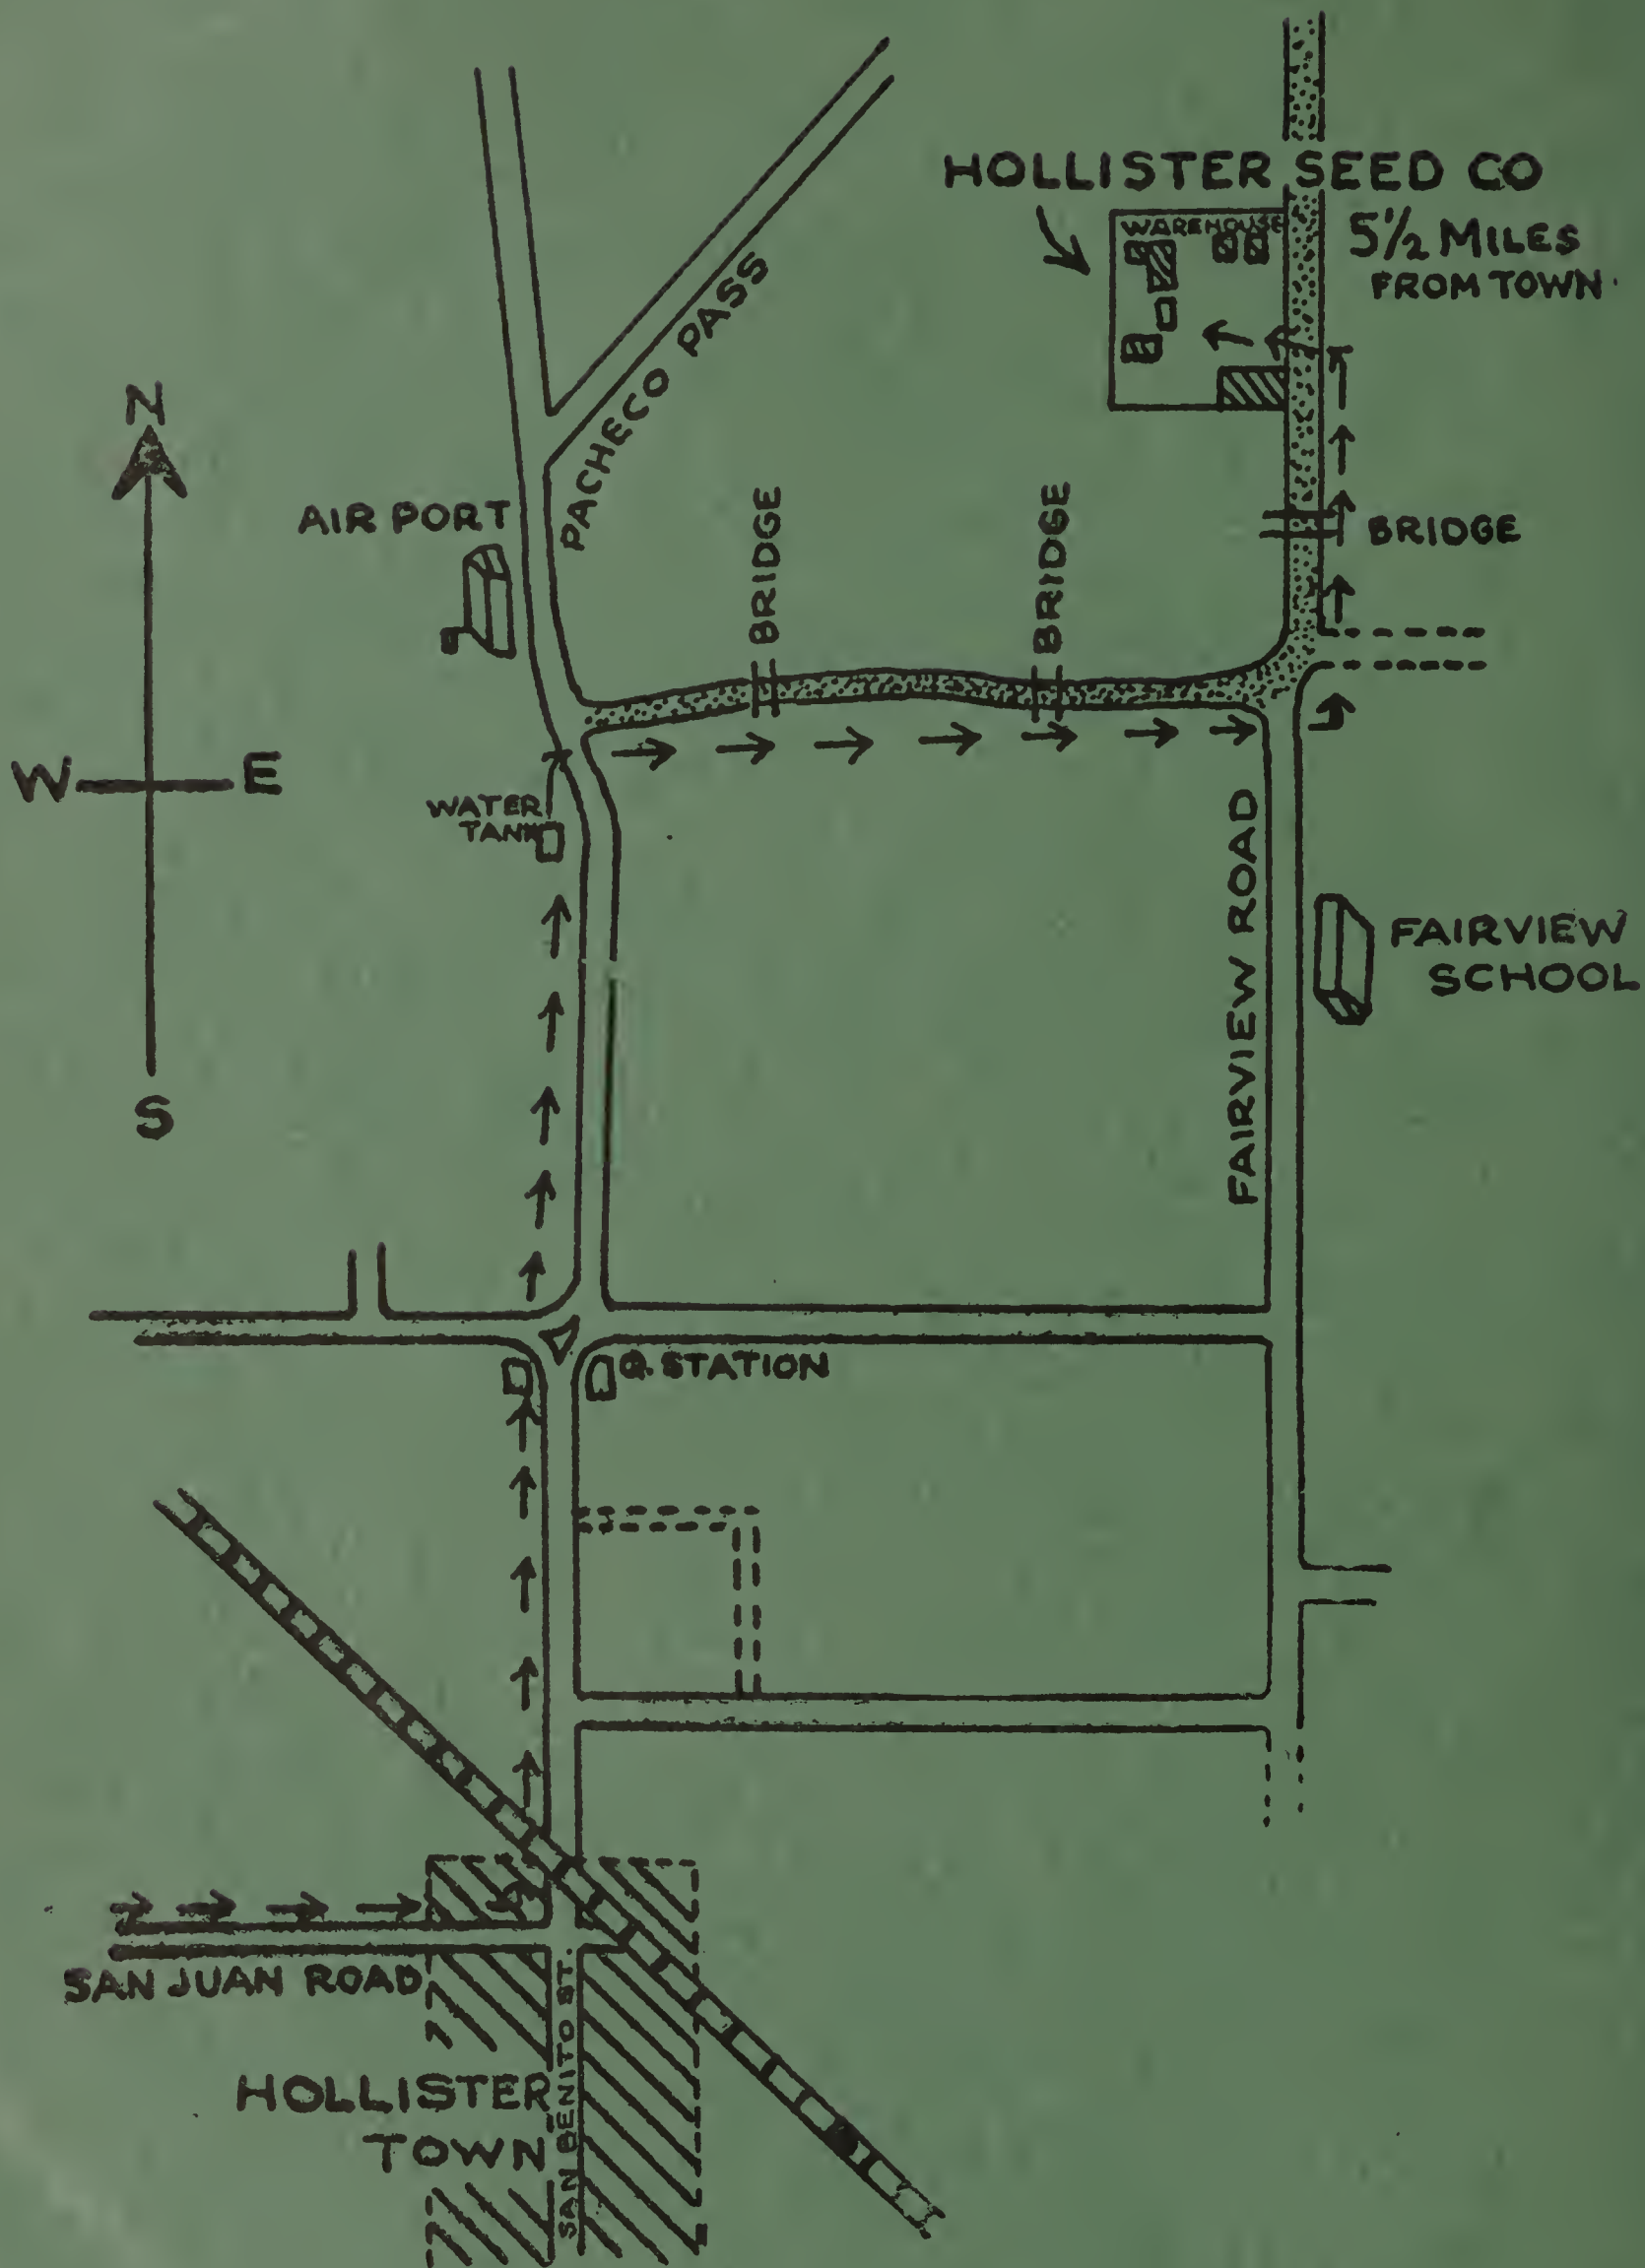 HOLLISTER SEED CO
WAREHOUSE
5½ MILES
FROM TOWN
PACHECO PASS
N
AIR PORT
BRIDGE
BRIDGE
BRIDGE
W
E
WATER
TANK
S
FAIRVIEW ROAD
FAIRVIEW
SCHOOL
STATION
SAN JUAN ROAD
HOLLISTER
TOWN
SAN BENITO ST.